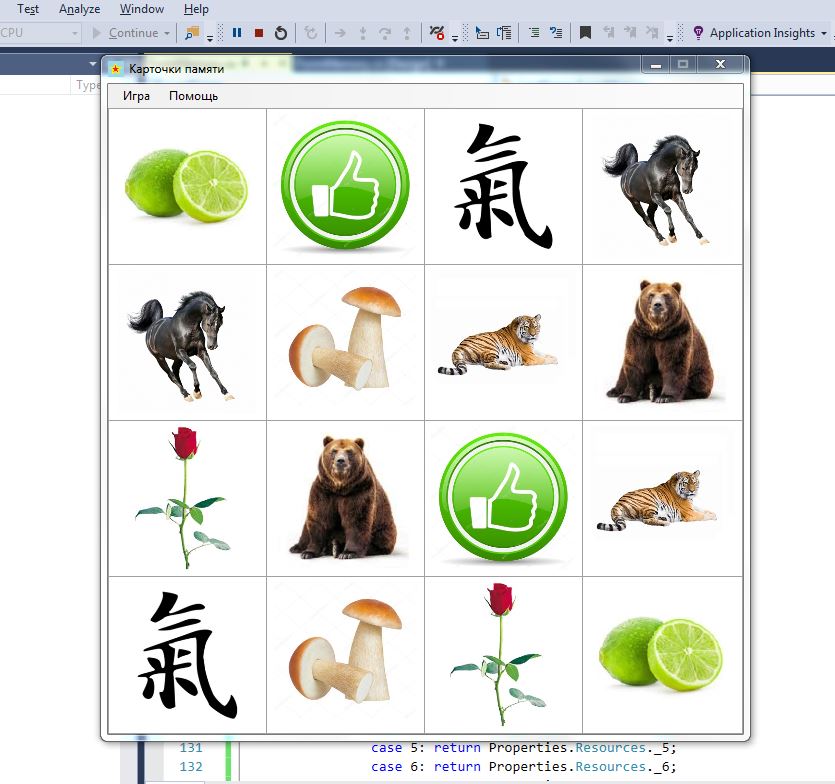 Test Analyze Window Help
CPU Continue Application Insights
Карточки памяти
Type
Игра Помощь
氣
氣
131 case 5: return Properties.Resources._5;
132 case 6: return Properties.Resources._6;